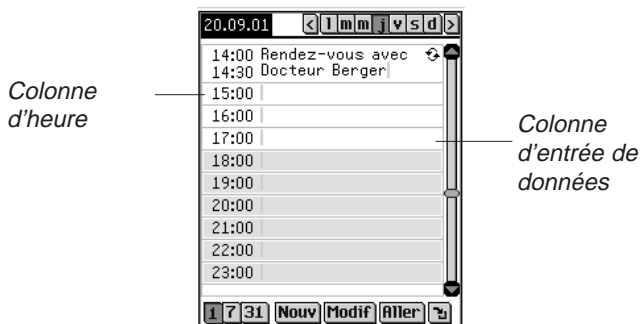 20.09.01 < l m m j v s d >
14:00 Rendez-vous avec
14:30 Docteur Berger
15:00
16:00
17:00
18:00
19:00
20:00
21:00
22:00
23:00
1 7 31 Nouv Modif Aller
Colonne
d'heure
Colonne
d'entrée de
données